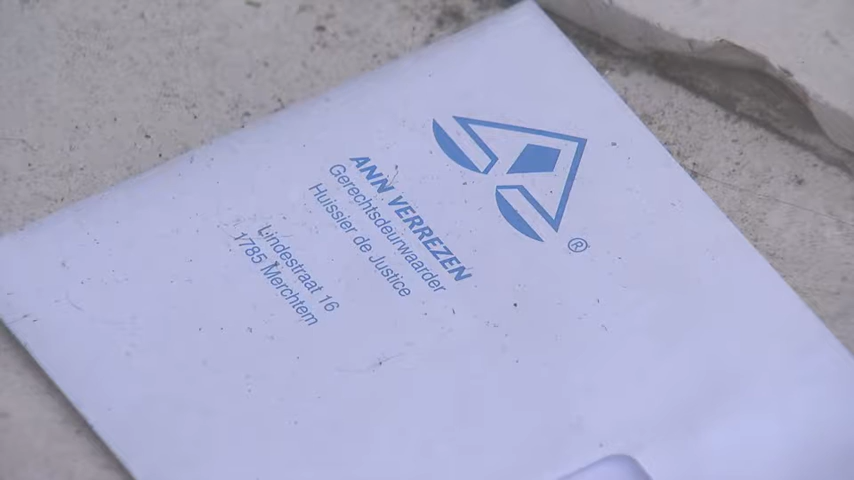 ®
ANN VERREZEN
Gerechtsdeurwaarder
Huissier de Justice
Lindestraat 16
1785 Merchtem